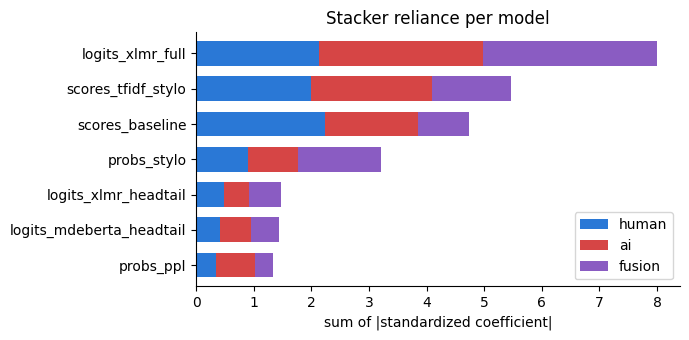 Stacker reliance per model
logits_xlmr_full
scores_tfidf_stylo
scores_baseline
probs_stylo
logits_xlmr_headtail
logits_mdeberta_headtail
probs_ppl
human
ai
fusion
0 1 2 3 4 5 6 7 8
sum of |standardized coefficient|